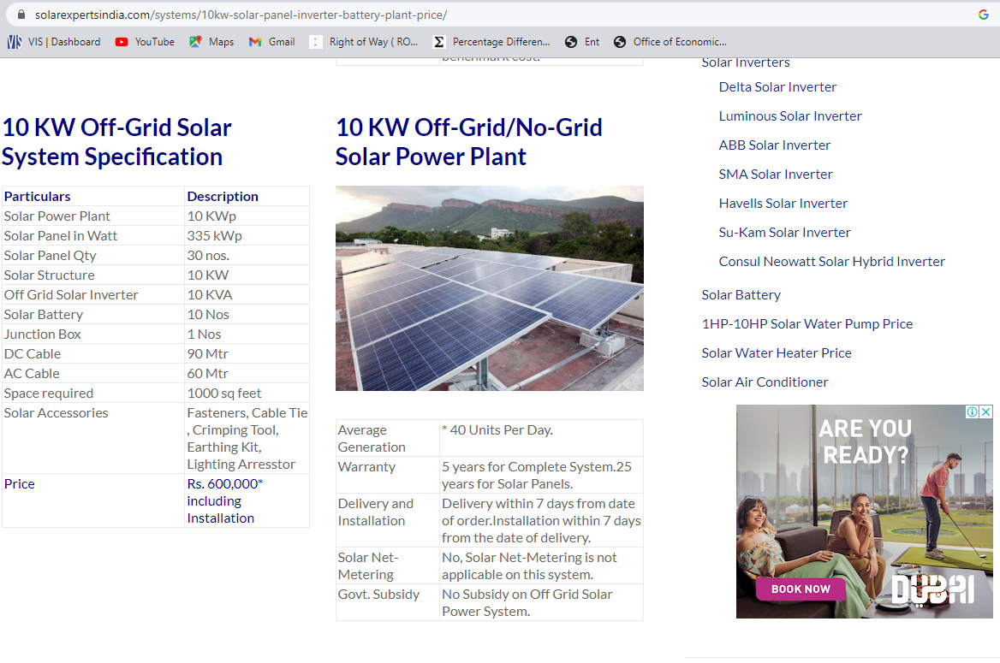 solarexpertsindia.com/systems/10kw-solar-panel-inverter-battery-plant-price/
VIS | Dashboard
YouTube
Maps
Gmail
Right of Way ( RO...
Percentage Differen...
Ent
Office of Economic...
benchmark cost.
10 KW Off-Grid Solar
System Specification
Particulars Description
Solar Power Plant 10 KWp
Solar Panel in Watt 335 kWp
Solar Panel Qty 30 nos.
Solar Structure 10 KW
Off Grid Solar Inverter 10 KVA
Solar Battery 10 Nos
Junction Box 1 Nos
DC Cable 90 Mtr
AC Cable 60 Mtr
Space required 1000 sq feet
Solar Accessories Fasteners, Cable Tie
, Crimping Tool,
Earthing Kit,
Lighting Arresstor
Price Rs. 600,000*
including
Installation
10 KW Off-Grid/No-Grid
Solar Power Plant
Average * 40 Units Per Day.
Generation
Warranty 5 years for Complete System.25
years for Solar Panels.
Delivery and Delivery within 7 days from date
Installation of order.Installation within 7 days
from the date of delivery.
Solar Net- No, Solar Net-Metering is not
Metering applicable on this system.
Govt. Subsidy No Subsidy on Off Grid Solar
Power System.
Solar Inverters
Delta Solar Inverter
Luminous Solar Inverter
ABB Solar Inverter
SMA Solar Inverter
Havells Solar Inverter
Su-Kam Solar Inverter
Consul Neowatt Solar Hybrid Inverter
Solar Battery
1HP-10HP Solar Water Pump Price
Solar Water Heater Price
Solar Air Conditioner
ARE YOU
READY?
BOOK NOW
DUBAI